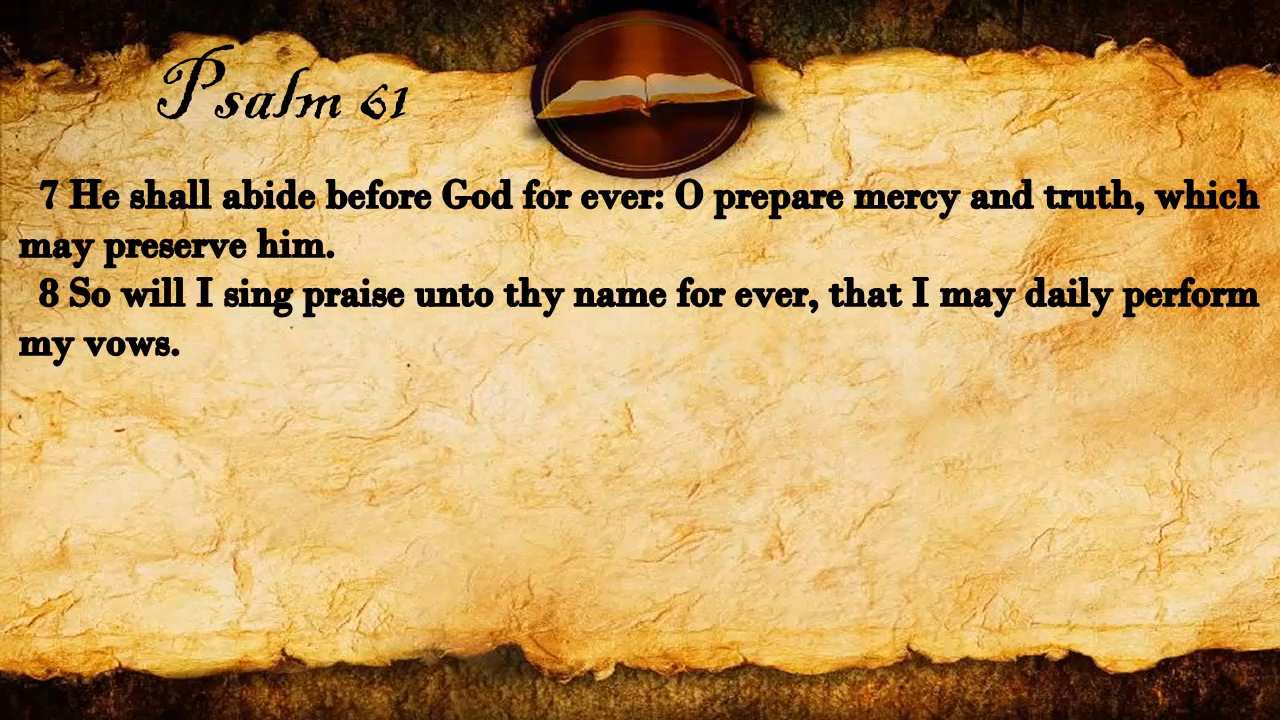 Psalm 61
7 He shall abide before God for ever: O prepare mercy and truth, which
may preserve him.
8 So will I sing praise unto thy name for ever, that I may daily perform
my vows.